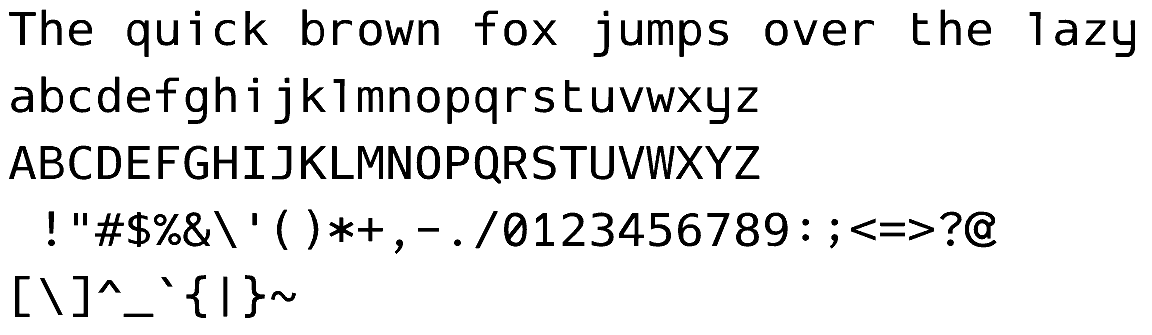 The quick brown fox jumps over the lazy
abcdefghijklmnopqrstuvwxyz
ABCDEFGHIJKLMNOPQRSTUVWXYZ
 !"#$%&\'()*+,-./0123456789:;<=>?@
[\]^_`{|}~